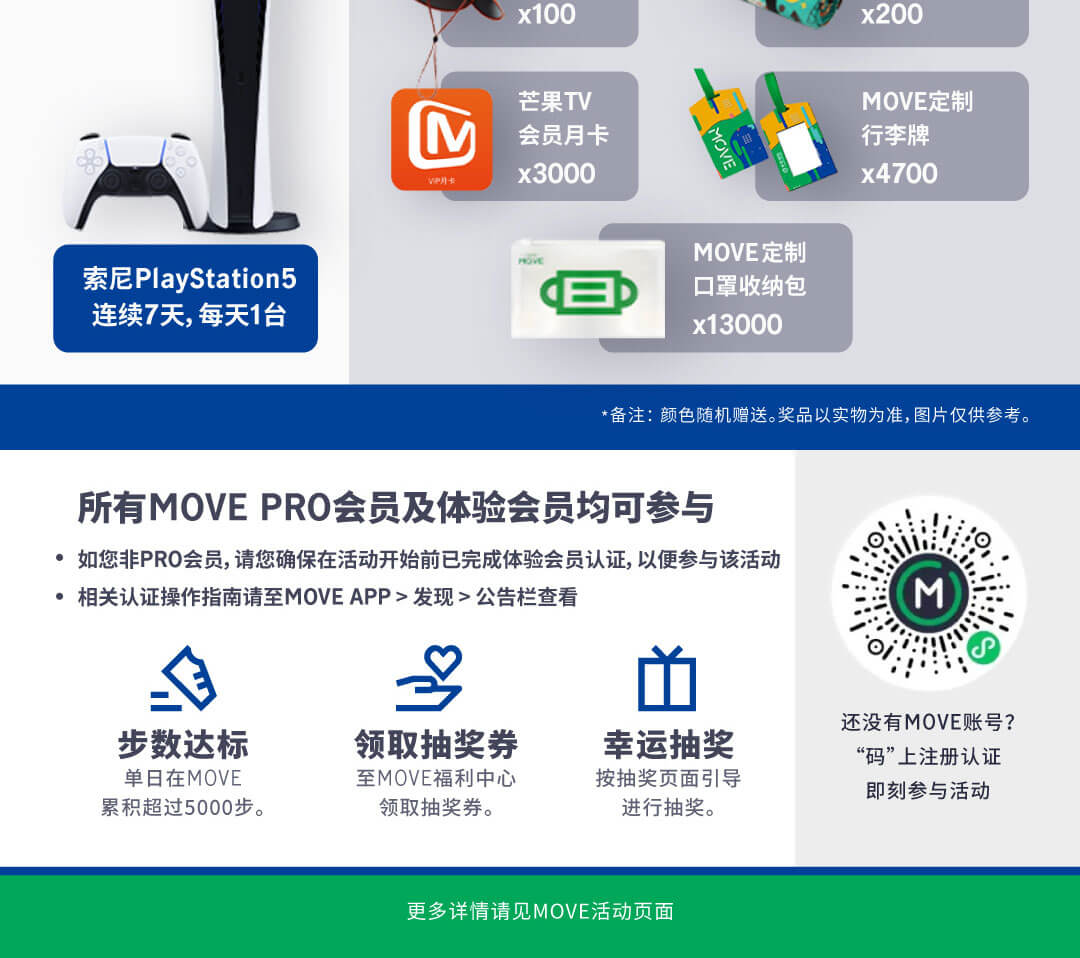 x100
x200
芒果TV
会员月卡
x3000
VIP月卡
MOVE定制
行李牌
x4700
MOVE
MOVE定制
口罩收纳包
x13000
MOVE
索尼PlayStation5
连续7天, 每天1台
*备注：颜色随机赠送。奖品以实物为准,图片仅供参考。
所有MOVE PRO会员及体验会员均可参与
• 如您非PRO会员, 请您确保在活动开始前已完成体验会员认证, 以便参与该活动
• 相关认证操作指南请至MOVE APP > 发现 > 公告栏查看
步数达标
单日在MOVE
累积超过5000步。
领取抽奖券
至MOVE福利中心
领取抽奖券。
幸运抽奖
按抽奖页面引导
进行抽奖。
M
还没有MOVE账号?
“码”上注册认证
即刻参与活动
更多详情请见MOVE活动页面